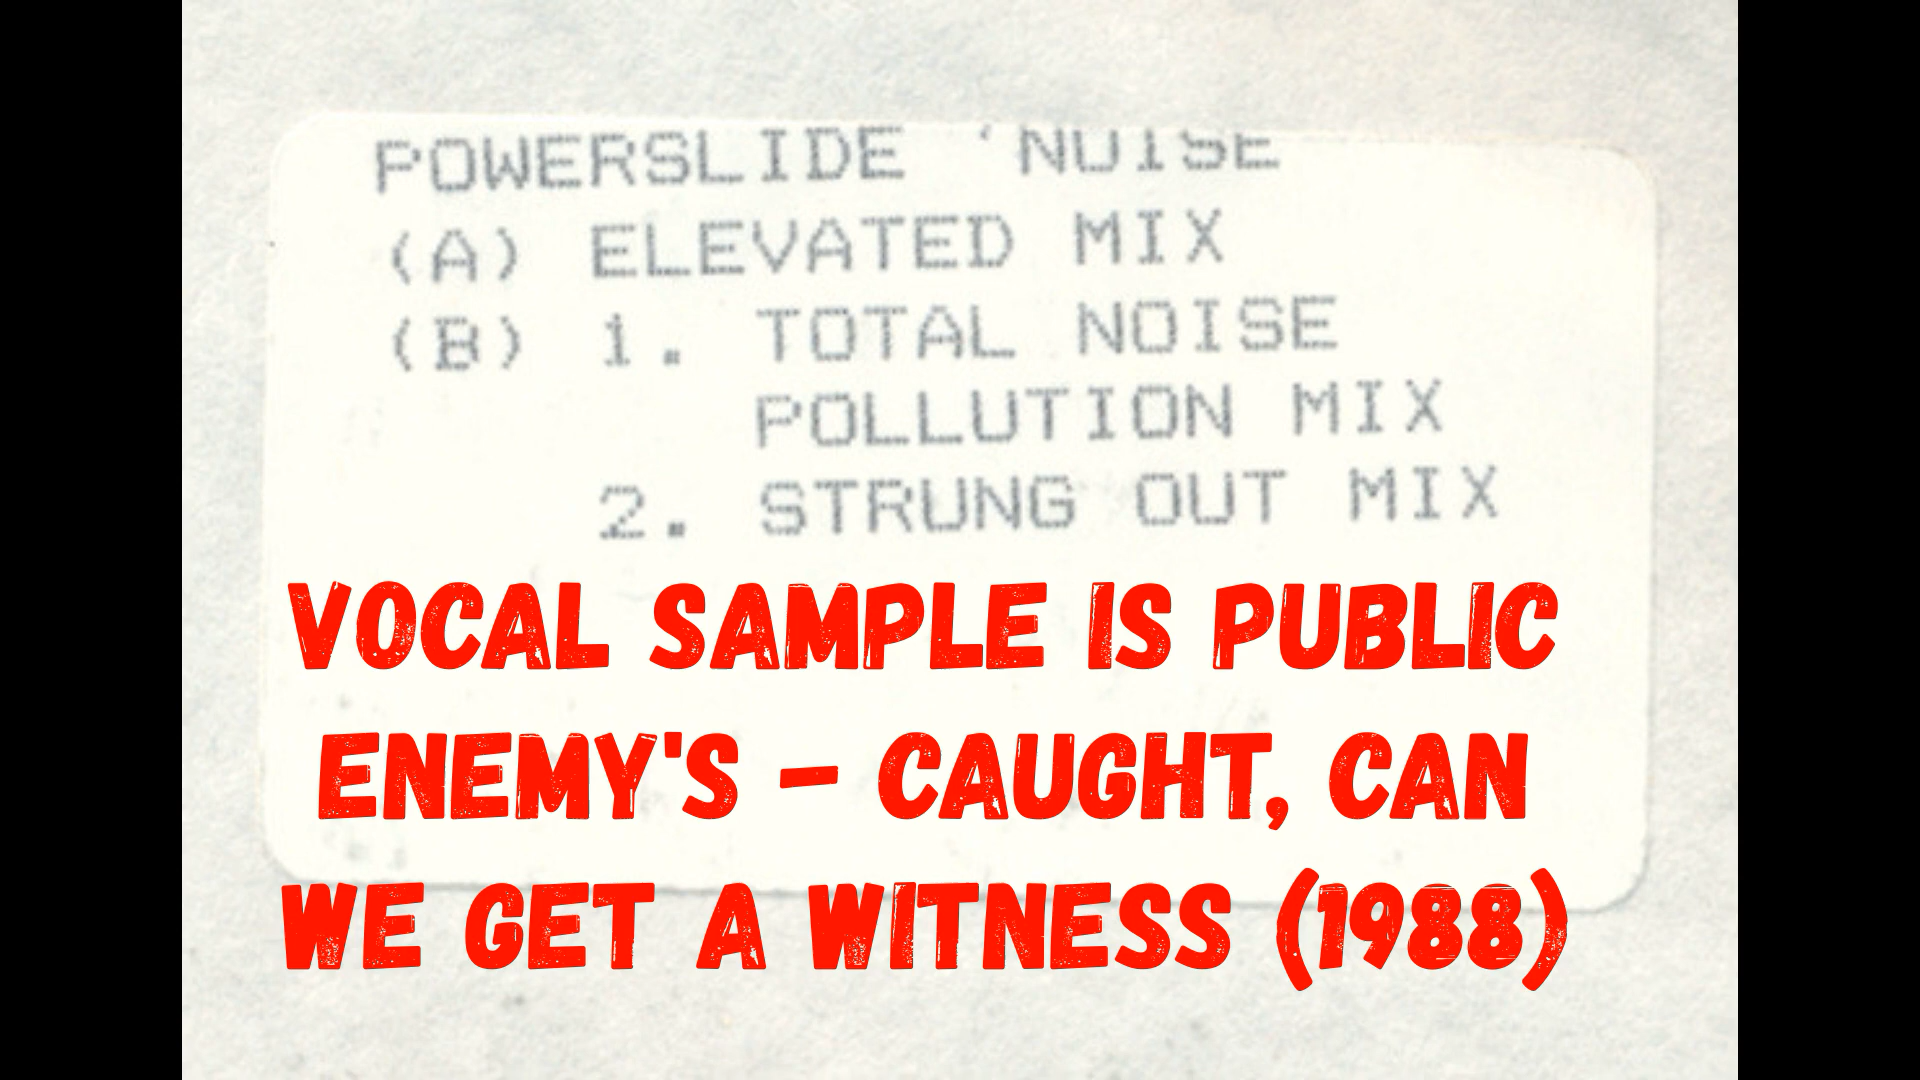 POWERSLIDE 'NOISE
(A) ELEVATED MIX
(B) 1. TOTAL NOISE
POLLUTION MIX
2. STRUNG OUT MIX
VOCAL SAMPLE IS PUBLIC
ENEMY'S - CAUGHT, CAN
WE GET A WITNESS (1988)